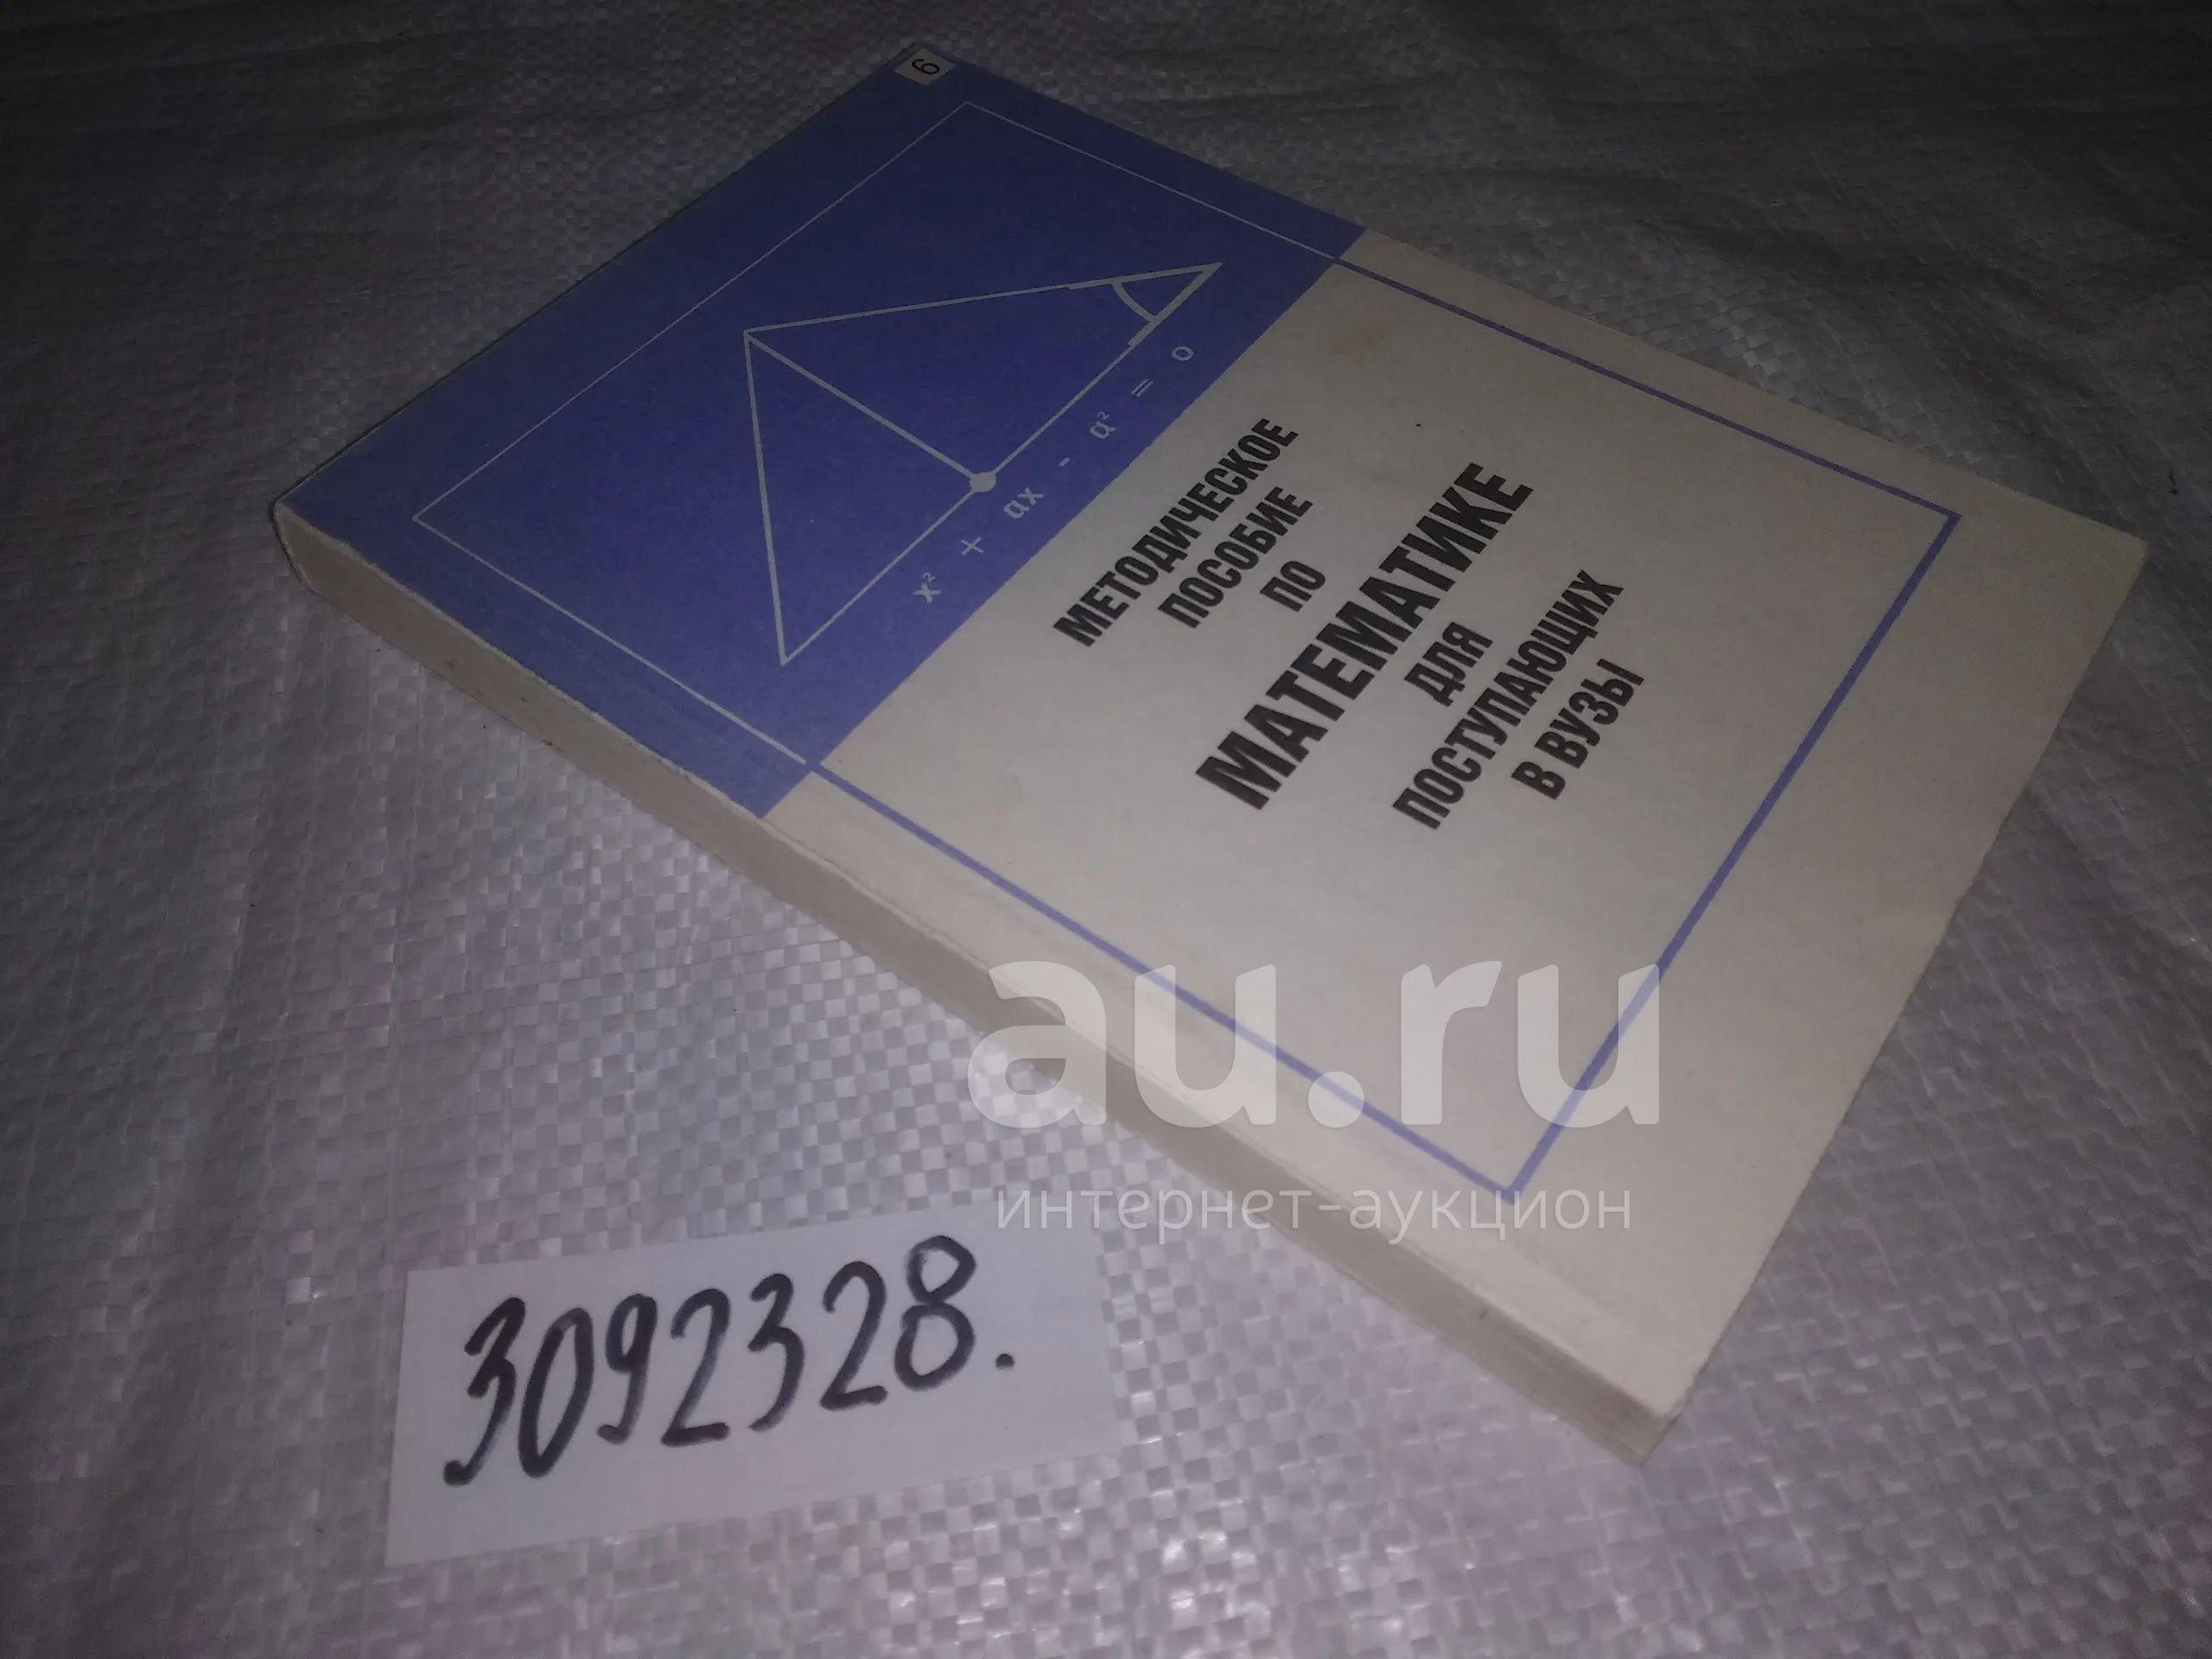 6
x² + ax - a² = 0
МЕТОДИЧЕСКОЕ
ПОСОБИЕ
ПО
МАТЕМАТИКЕ
ДЛЯ
ПОСТУПАЮЩИХ
В ВУЗЫ
au.ru
интернет-аукцион
3092328.